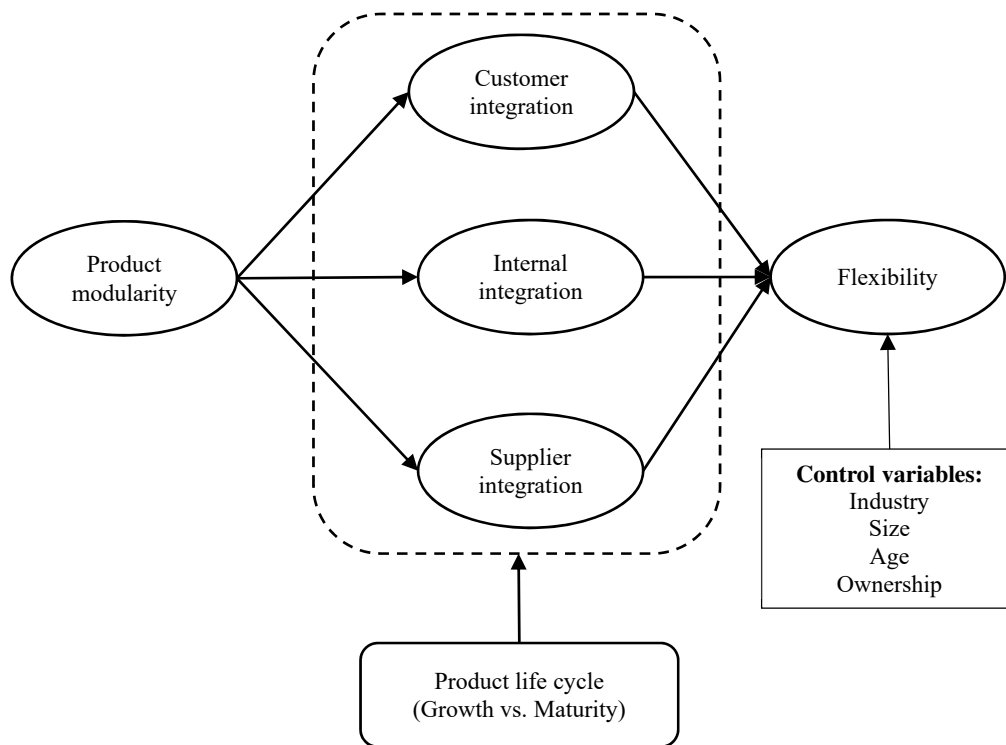 Customer
integration
Product
modularity
Internal
integration
Flexibility
Supplier
integration
Control variables:
Industry
Size
Age
Ownership
Product life cycle
(Growth vs. Maturity)